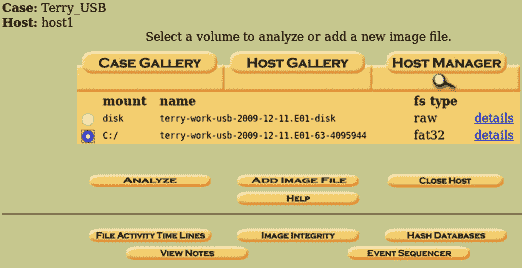 Case: Terry_USB
Host: host1
Select a volume to analyze or add a new image file.
CASE GALLERY HOST GALLERY HOST MANAGER
mount name fs type
disk terry-work-usb-2009-12-11.E01-disk raw details
C:/ terry-work-usb-2009-12-11.E01-63-4095944 fat32 details
ANALYZE ADD IMAGE FILE CLOSE HOST
HELP
FILE ACTIVITY TIME LINES IMAGE INTEGRITY HASH DATABASES
VIEW NOTES EVENT SEQUENCER